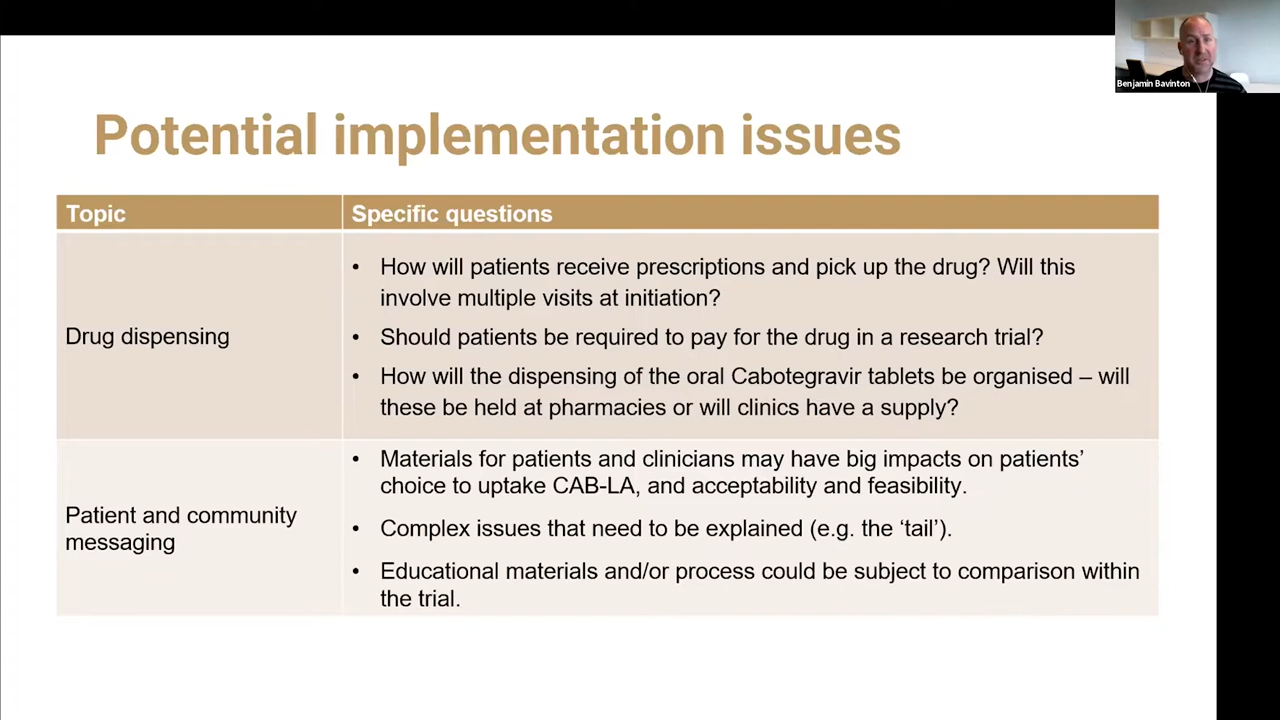 Benjamin Bavinton
Potential implementation issues
Topic
Specific questions
Drug dispensing
• How will patients receive prescriptions and pick up the drug? Will this
involve multiple visits at initiation?
• Should patients be required to pay for the drug in a research trial?
• How will the dispensing of the oral Cabotegravir tablets be organised – will
these be held at pharmacies or will clinics have a supply?
Patient and community
messaging
• Materials for patients and clinicians may have big impacts on patients’
choice to uptake CAB-LA, and acceptability and feasibility.
• Complex issues that need to be explained (e.g. the ‘tail’).
• Educational materials and/or process could be subject to comparison within
the trial.